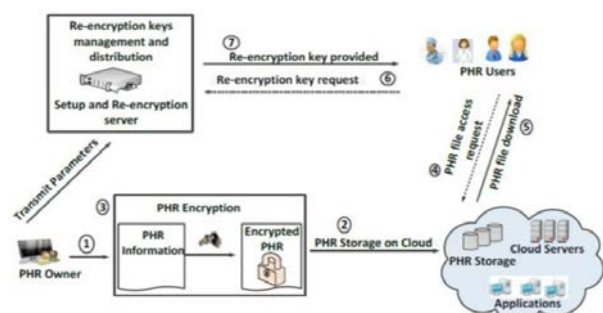 Re-encryption keys
management and
distribution
Setup and Re-encryption
server
⑦
Re-encryption key provided
Re-encryption key request
⑥
PHR Users
Transmit Parameters
④
PHR file access
request
PHR file download
⑤
③
PHR Encryption
PHR
Information
Encrypted
PHR
①
PHR Owner
②
PHR Storage on Cloud
Cloud Servers
PHR Storage
Applications